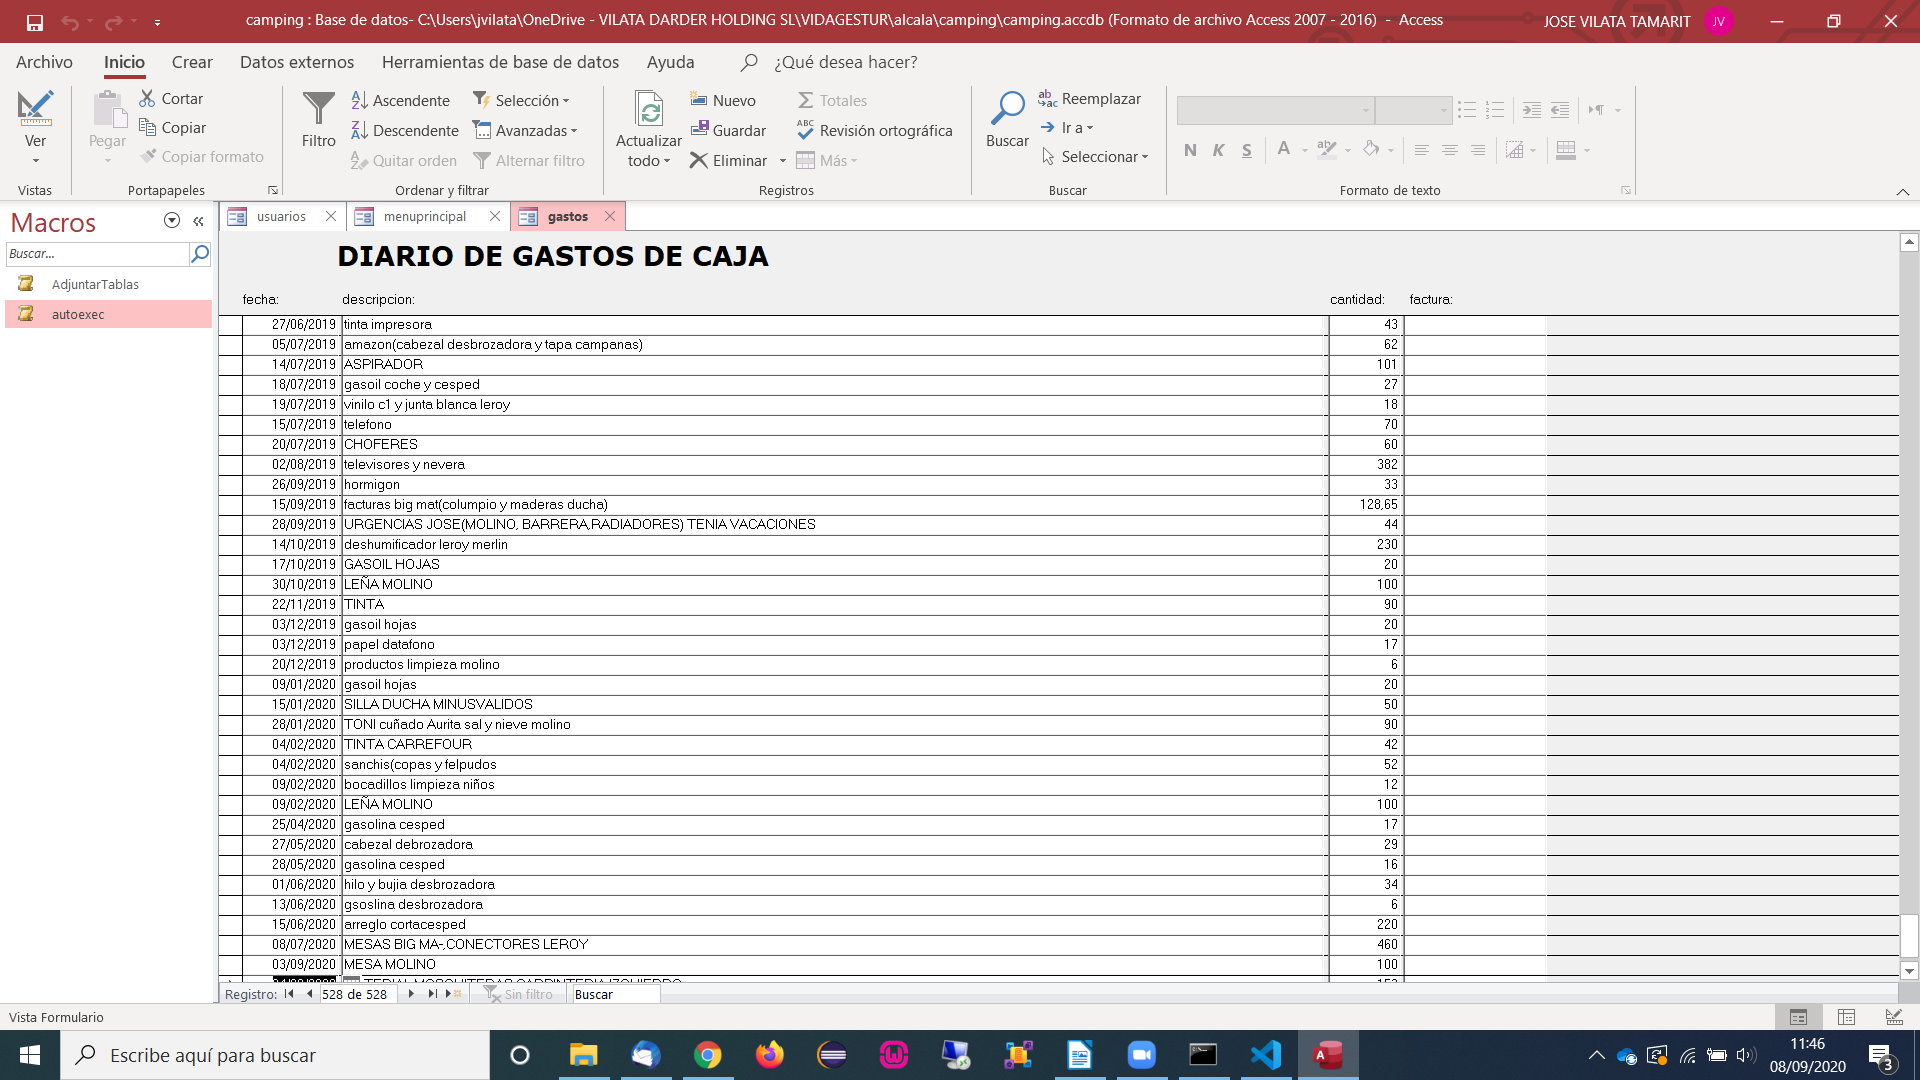 camping : Base de datos- C:\Users\jvilata\OneDrive - VILATA DARDER HOLDING SL\VIDAGESTUR\alcala\camping\camping.accdb (Formato de archivo Access 2007 - 2016) - Access
JOSE VILATA TAMARIT
JV
Archivo Inicio Crear Datos externos Herramientas de base de datos Ayuda ¿Qué desea hacer?
Ver
Vistas
Pegar
Cortar
Copiar
Copiar formato
Portapapeles
Filtro
Ascendente
Descendente
Quitar orden
Selección
Avanzadas
Alternar filtro
Ordenar y filtrar
Actualizar todo
Nuevo
Guardar
Eliminar
Totales
Revisión ortográfica
Más
Registros
Buscar
Reemplazar
Ir a
Seleccionar
Buscar
N K S
Formato de texto
Macros
Buscar...
AdjuntarTablas
autoexec
usuarios
menuprincipal
gastos
DIARIO DE GASTOS DE CAJA
fecha: descripcion: cantidad: factura:
27/06/2019 tinta impresora 43
05/07/2019 amazon(cabezal desbrozadora y tapa campanas) 62
14/07/2019 ASPIRADOR 101
18/07/2019 gasoil coche y cesped 27
19/07/2019 vinilo c1 y junta blanca leroy 18
15/07/2019 telefono 70
20/07/2019 CHOFERES 60
02/08/2019 televisores y nevera 382
26/09/2019 hormigon 33
15/09/2019 facturas big mat(columpio y maderas ducha) 128,65
28/09/2019 URGENCIAS JOSE(MOLINO, BARRERA,RADIADORES) TENIA VACACIONES 44
14/10/2019 deshumificador leroy merlin 230
17/10/2019 GASOIL HOJAS 20
30/10/2019 LEÑA MOLINO 100
22/11/2019 TINTA 90
03/12/2019 gasoil hojas 20
03/12/2019 papel datafono 17
20/12/2019 productos limpieza molino 6
09/01/2020 gasoil hojas 20
15/01/2020 SILLA DUCHA MINUSVALIDOS 50
28/01/2020 TONI cuñado Aurita sal y nieve molino 90
04/02/2020 TINTA CARREFOUR 42
04/02/2020 sanchis(copas y felpudos 52
09/02/2020 bocadillos limpieza niños 12
09/02/2020 LEÑA MOLINO 100
25/04/2020 gasolina cesped 17
27/05/2020 cabezal debrozadora 29
28/05/2020 gasolina cesped 16
01/06/2020 hilo y bujia desbrozadora 34
13/06/2020 gsoslina desbrozadora 6
15/06/2020 arreglo cortacesped 220
08/07/2020 MESAS BIG MA-,CONECTORES LEROY 460
03/09/2020 MESA MOLINO 100
Registro: 528 de 528 Sin filtro Buscar
Vista Formulario
Escribe aquí para buscar
11:46
08/09/2020
3